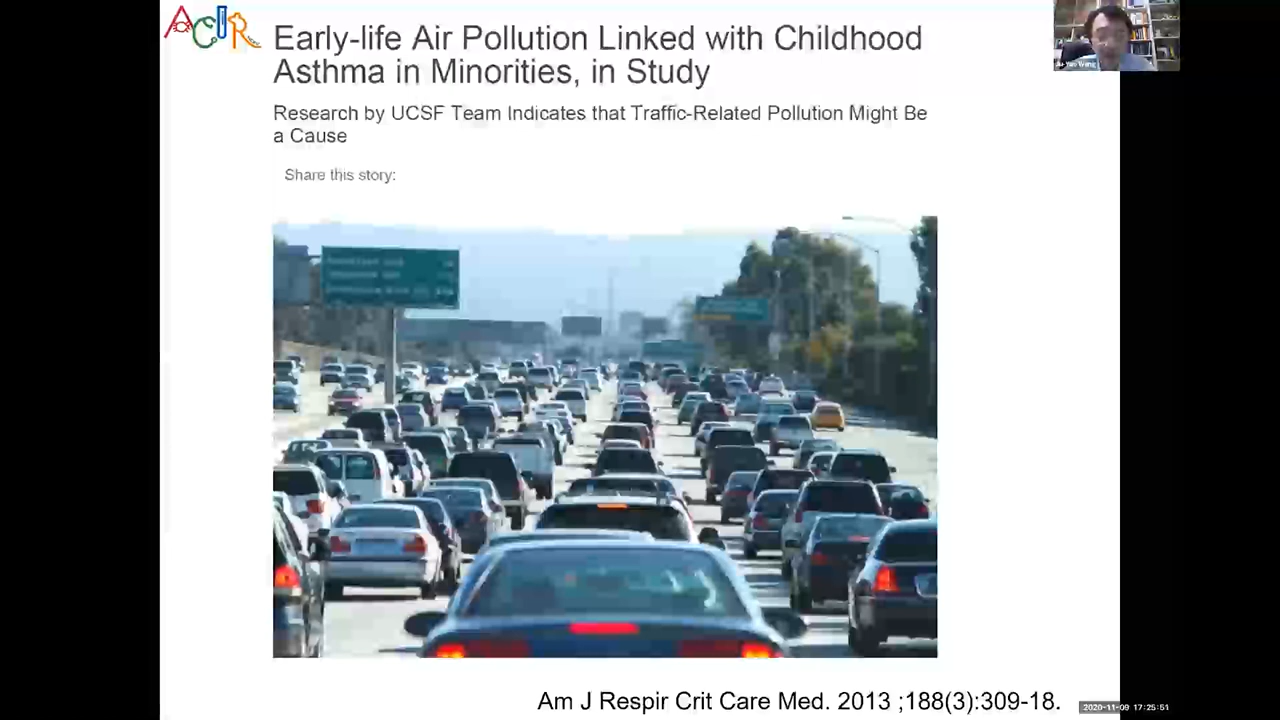 ACIR
Early-life Air Pollution Linked with Childhood
Asthma in Minorities, in Study
Research by UCSF Team Indicates that Traffic-Related Pollution Might Be
a Cause
Share this story:
Am J Respir Crit Care Med. 2013 ;188(3):309-18.
2020-11-09 17:25:51